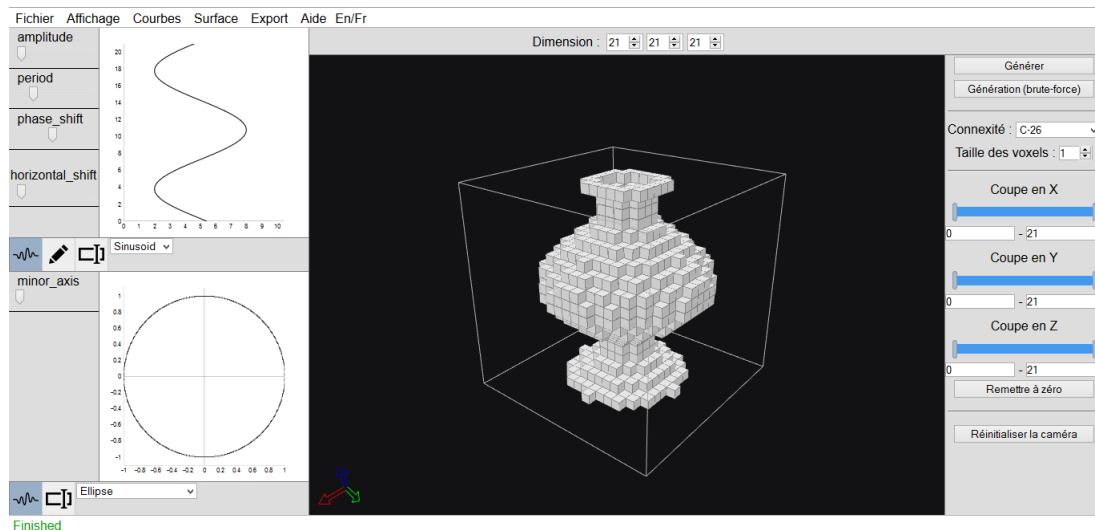 Fichier Affichage Courbes Surface Export Aide En/Fr
amplitude
period
phase_shift
horizontal_shift
20
18
16
14
12
10
8
6
4
2
0
0 1 2 3 4 5 6 7 8 9 10
Sinusoid
minor_axis
1
0.8
0.6
0.4
0.2
0
-0.2
-0.4
-0.6
-0.8
-1
-1 -0.8 -0.6 -0.4 -0.2 0 0.2 0.4 0.6 0.8 1
Ellipse
Finished
Dimension : 21 21 21
Générer
Génération (brute-force)
Connexité : C-26
Taille des voxels : 1
Coupe en X
0 - 21
Coupe en Y
0 - 21
Coupe en Z
0 - 21
Remettre à zéro
Réinitialiser la caméra